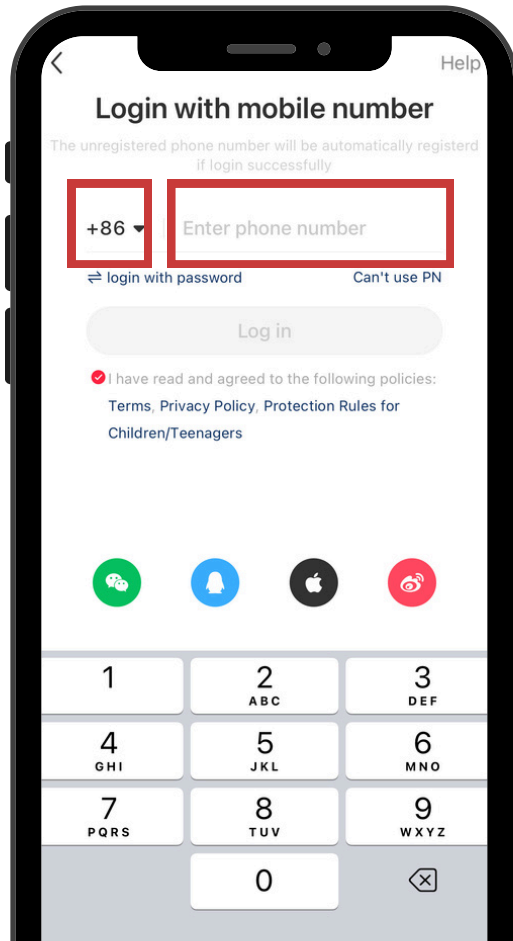 Help
Login with mobile number
The unregistered phone number will be automatically registerd
if login successfully
+86 Enter phone number
login with password Can't use PN
Log in
I have read and agreed to the following policies:
Terms, Privacy Policy, Protection Rules for
Children/Teenagers
1 2 3
ABC DEF
4 5 6
GHI JKL MNO
7 8 9
PQRS TUV WXYZ
0